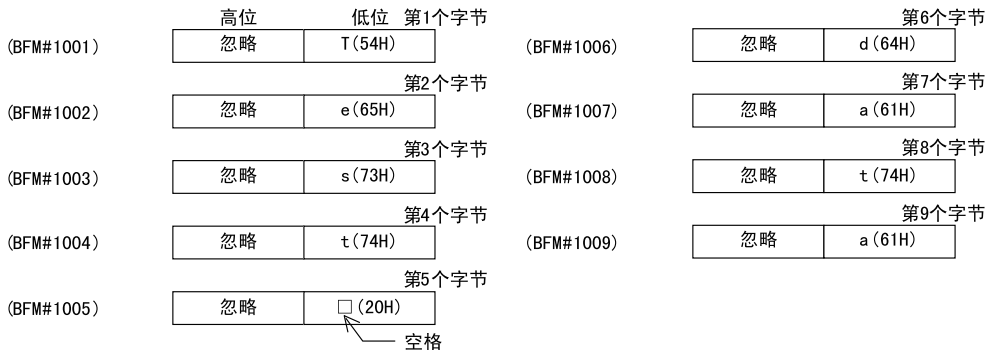 高位 低位 第1个字节
(BFM#1001) 忽略 T(54H)
第2个字节
(BFM#1002) 忽略 e(65H)
第3个字节
(BFM#1003) 忽略 s(73H)
第4个字节
(BFM#1004) 忽略 t(74H)
第5个字节
(BFM#1005) 忽略 □(20H)
空格
第6个字节
(BFM#1006) 忽略 d(64H)
第7个字节
(BFM#1007) 忽略 a(61H)
第8个字节
(BFM#1008) 忽略 t(74H)
第9个字节
(BFM#1009) 忽略 a(61H)